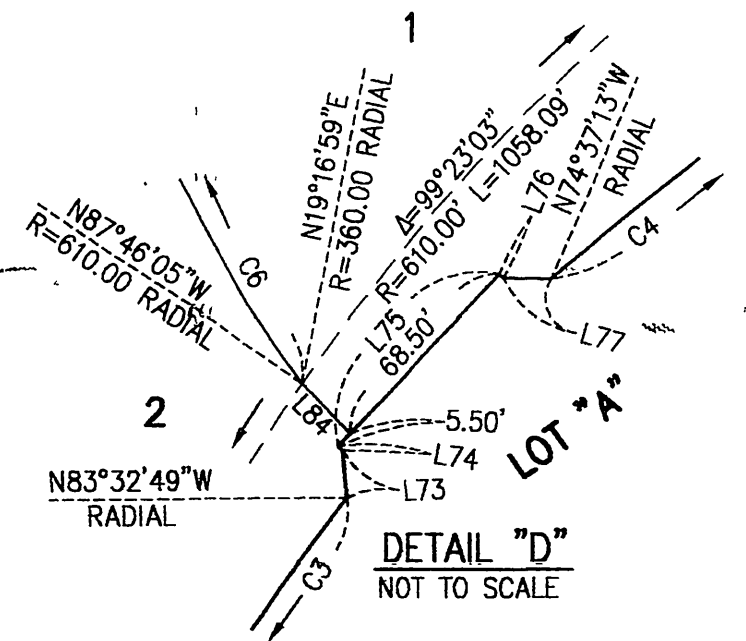 1
N19°16'59"E
R=360.00 RADIAL
Δ=99°23'03"
R=610.00' L=1058.09'
L76
N74°37'13"W
RADIAL
N87°46'05"W
R=610.00 RADIAL
C6
C4
L75
68.50'
L77
L84
2
5.50'
LOT "A"
L74
N83°32'49"W
RADIAL
L73
C3
DETAIL "D"
NOT TO SCALE